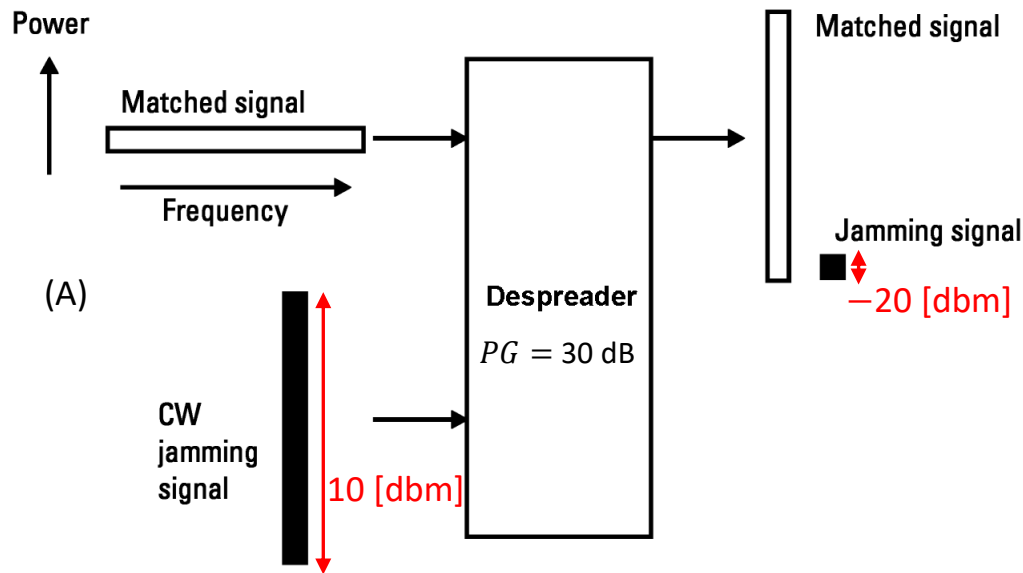 Power
Matched signal
Matched signal
Frequency
Jamming signal
−20 [dbm]
(A)
Despreader
PG = 30 dB
CW
jamming
signal
10 [dbm]